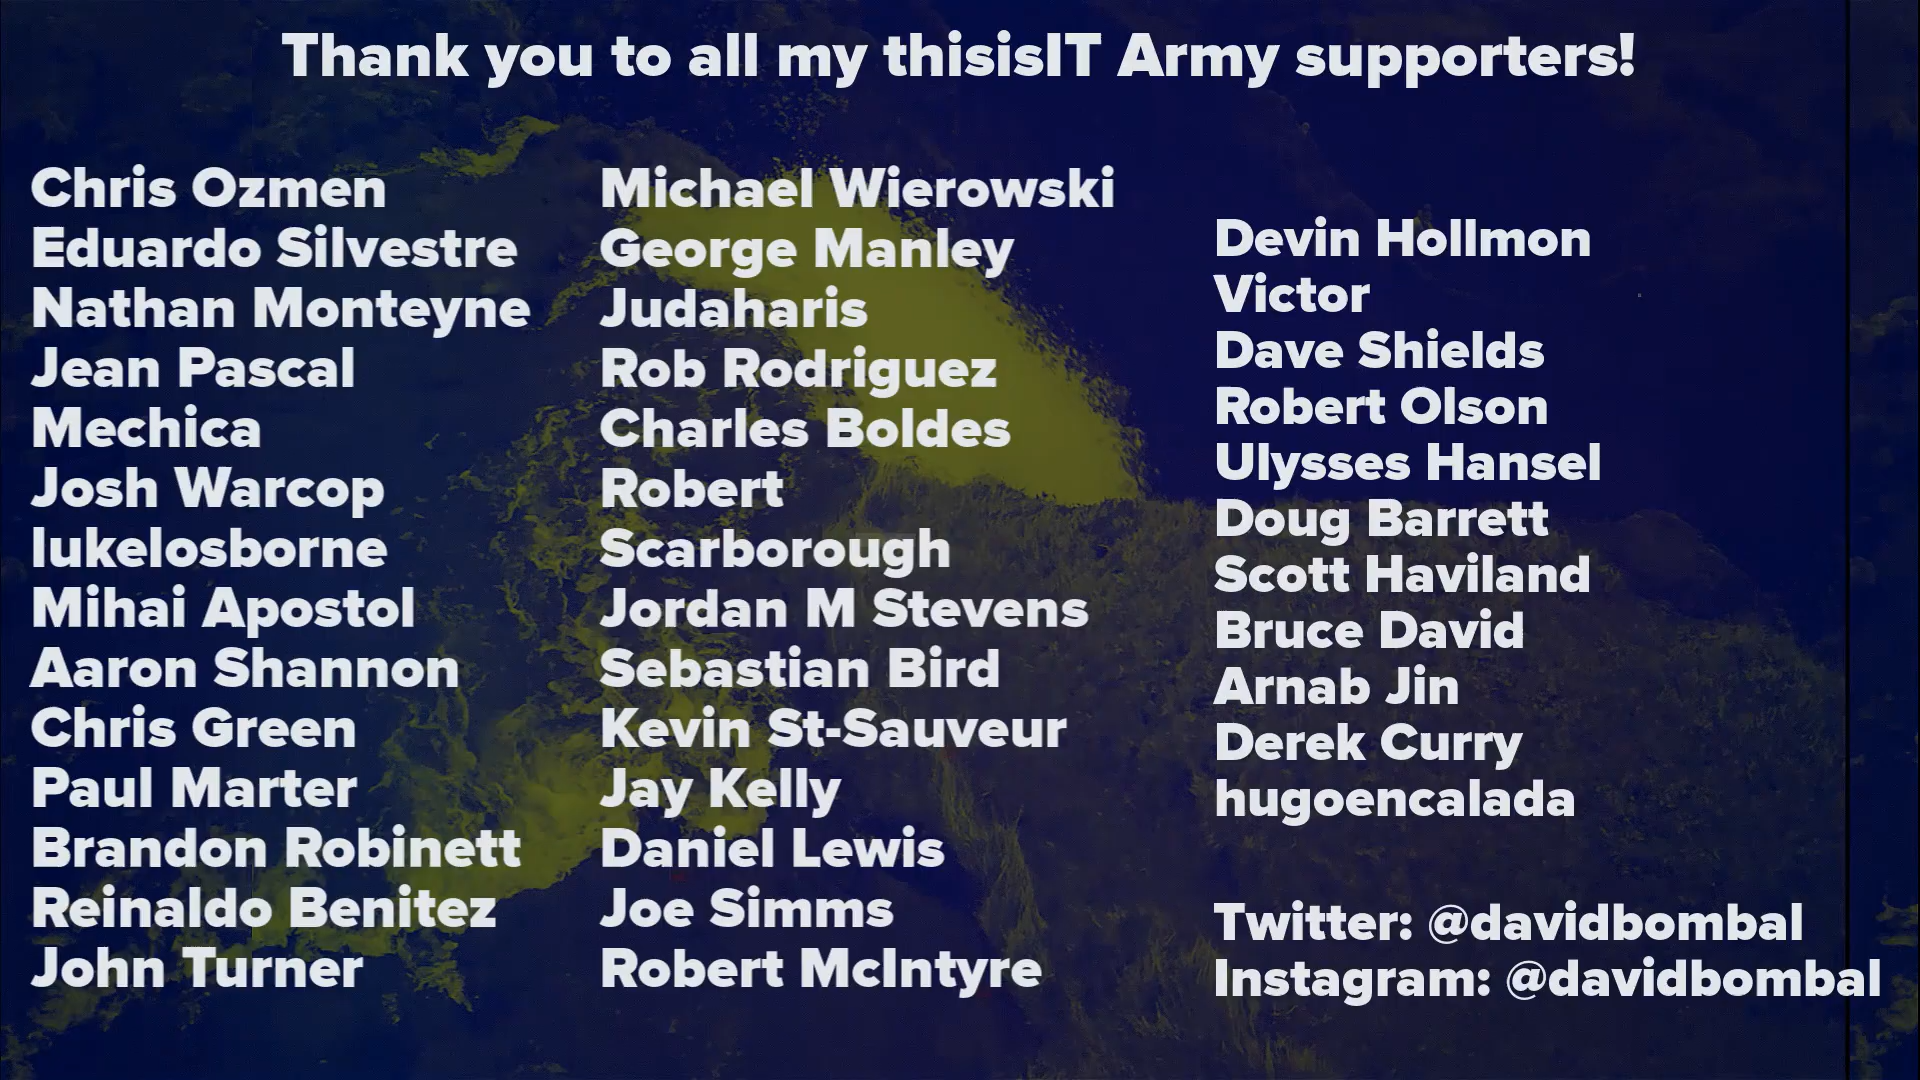 Thank you to all my thisisIT Army supporters!
Chris Ozmen
Eduardo Silvestre
Nathan Monteyne
Jean Pascal
Mechica
Josh Warcop
lukelosborne
Mihai Apostol
Aaron Shannon
Chris Green
Paul Marter
Brandon Robinett
Reinaldo Benitez
John Turner
Michael Wierowski
George Manley
Judaharis
Rob Rodriguez
Charles Boldes
Robert
Scarborough
Jordan M Stevens
Sebastian Bird
Kevin St-Sauveur
Jay Kelly
Daniel Lewis
Joe Simms
Robert McIntyre
Devin Hollmon
Victor
Dave Shields
Robert Olson
Ulysses Hansel
Doug Barrett
Scott Haviland
Bruce David
Arnab Jin
Derek Curry
hugoencalada
Twitter: @davidbombal
Instagram: @davidbombal